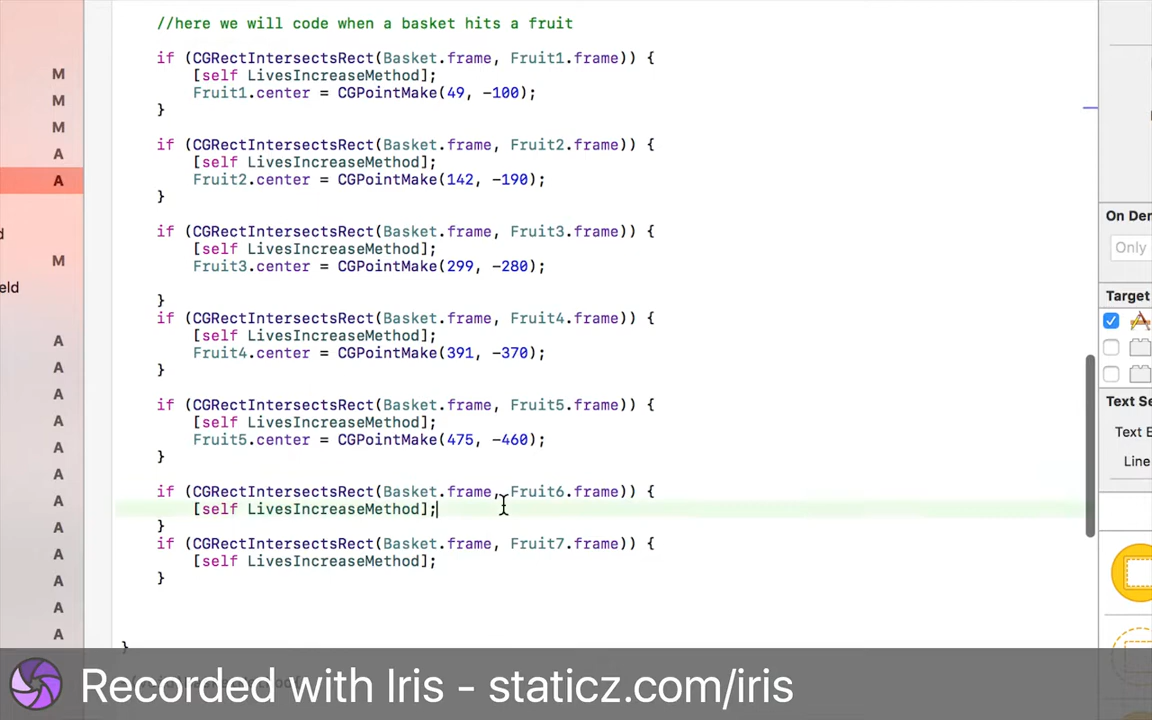 //here we will code when a basket hits a fruit
if (CGRectIntersectsRect(Basket.frame, Fruit1.frame)) {
M
[self LivesIncreaseMethod];
Fruit1.center = CGPointMake(49, -100);
M
}
M
if (CGRectIntersectsRect(Basket.frame, Fruit2.frame)) {
A
[self LivesIncreaseMethod];
Fruit2.center = CGPointMake(142, -190);
A
}
On Der
if (CGRectIntersectsRect(Basket.frame, Fruit3.frame)) {
Only
[self LivesIncreaseMethod];
M
Fruit3.center = CGPointMake(299, -280);
eld
Target
}
if (CGRectIntersectsRect(Basket.frame, Fruit4.frame)) {
[self LivesIncreaseMethod];
A
Fruit4.center = CGPointMake(391, -370);
A
}
A
Text Se
if (CGRectIntersectsRect(Basket.frame, Fruit5.frame)) {
A
[self LivesIncreaseMethod];
Text E
Fruit5.center = CGPointMake(475, -460);
A
}
Line
A
if (CGRectIntersectsRect(Basket.frame, Fruit6.frame)) {
A
[self LivesIncreaseMethod];
}
A
if (CGRectIntersectsRect(Basket.frame, Fruit7.frame)) {
A
[self LivesIncreaseMethod];
}
A
A
A
}
Recorded with Iris - staticz.com/iris